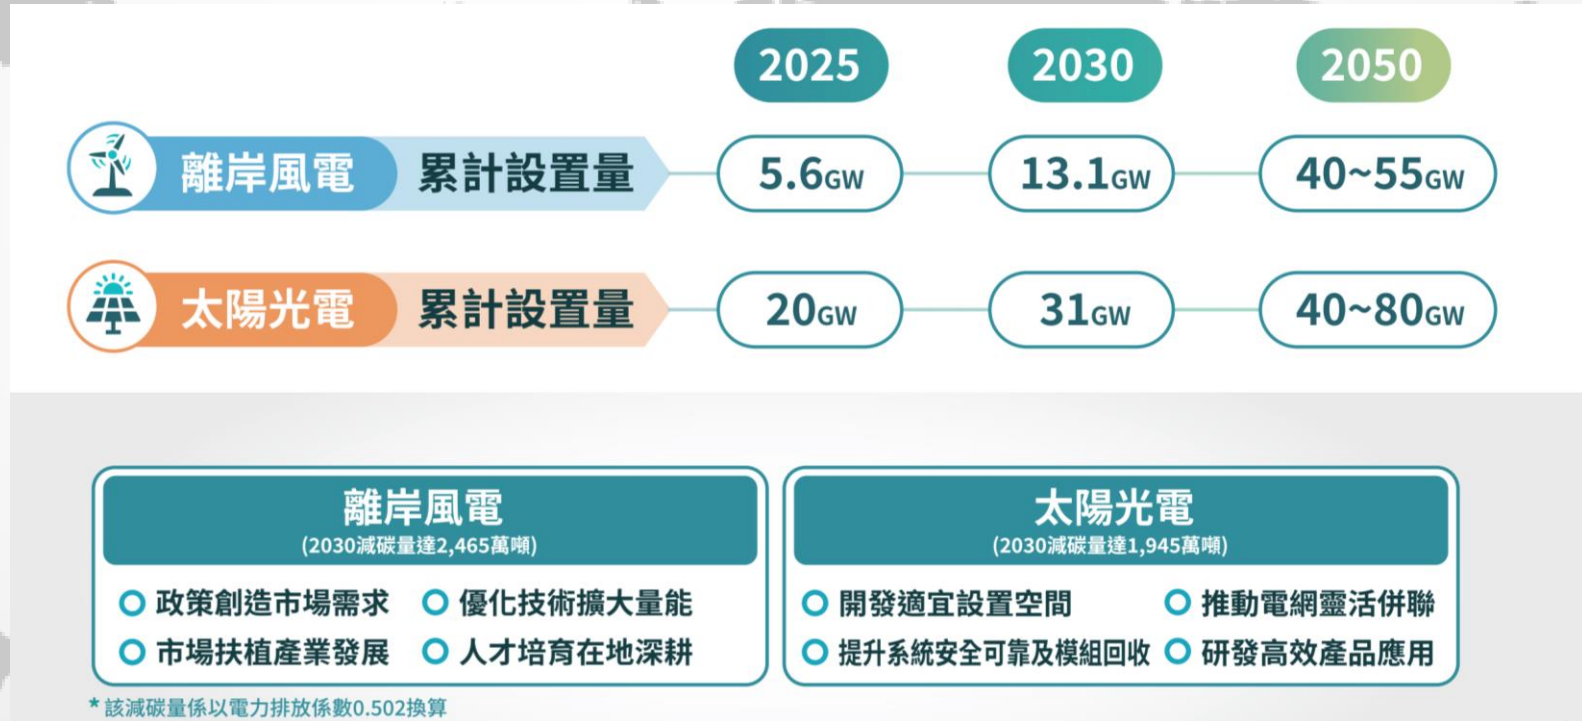 2025 2030 2050
離岸風電 累計設置量 5.6GW 13.1GW 40~55GW
太陽光電 累計設置量 20GW 31GW 40~80GW
離岸風電
(2030減碳量達2,465萬噸)
政策創造市場需求 優化技術擴大量能
市場扶植產業發展 人才培育在地深耕
太陽光電
(2030減碳量達1,945萬噸)
開發適宜設置空間 推動電網靈活併聯
提升系統安全可靠及模組回收 研發高效產品應用
*該減碳量係以電力排放係數0.502換算